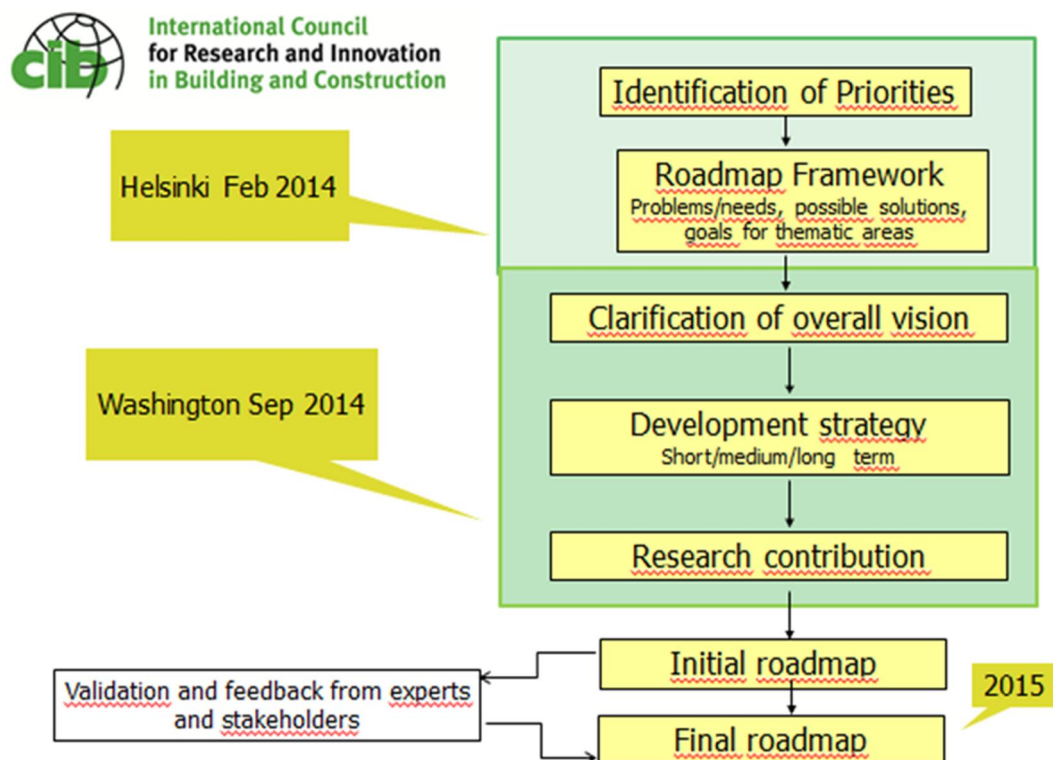 cib
International Council
for Research and Innovation
in Building and Construction
Identification of Priorities
Helsinki Feb 2014
Roadmap Framework
Problems/needs, possible solutions,
goals for thematic areas
Clarification of overall vision
Washington Sep 2014
Development strategy
Short/medium/long term
Research contribution
Initial roadmap
Validation and feedback from experts
and stakeholders
2015
Final roadmap